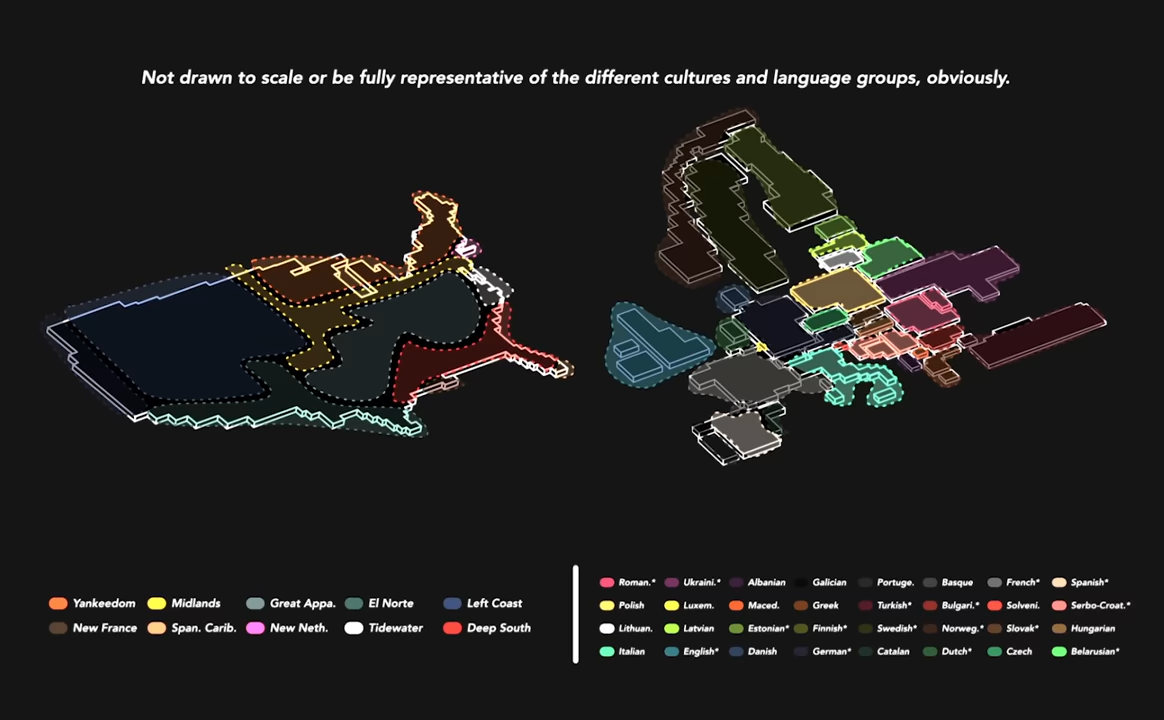 Not drawn to scale or be fully representative of the different cultures and language groups, obviously.
Yankeedom Midlands Great Appa. El Norte Left Coast
New France Span. Carib. New Neth. Tidewater Deep South
Roman.* Ukraini.* Albanian Galician Portuge. Basque French* Spanish*
Polish Luxem. Maced. Greek Turkish* Bulgari.* Solveni. Serbo-Croat.*
Lithuan. Latvian Estonian* Finnish* Swedish* Norweg.* Slovak* Hungarian
Italian English* Danish German* Catalan Dutch* Czech Belarusian*